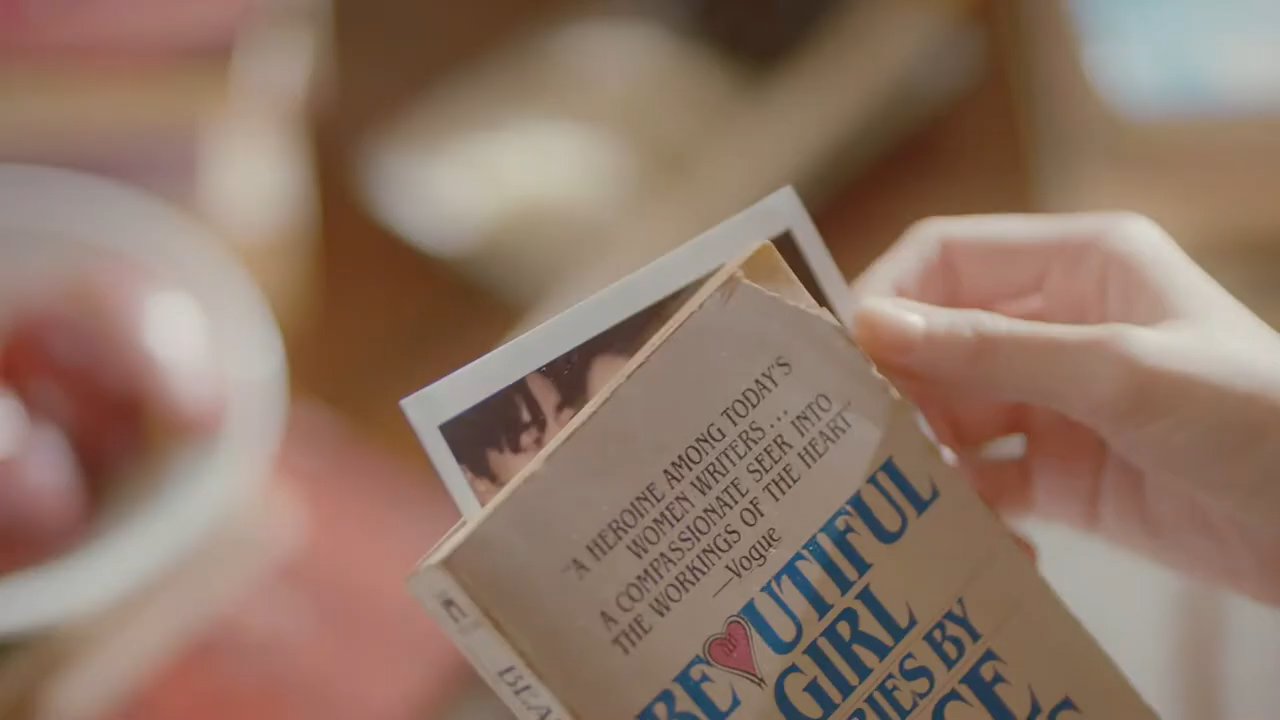 "A HEROINE AMONG TODAY'S
WOMEN WRITERS...
A COMPASSIONATE SEER INTO
THE WORKINGS OF THE HEART"
—Vogue
BE♥UTIFUL
GIRL
BY